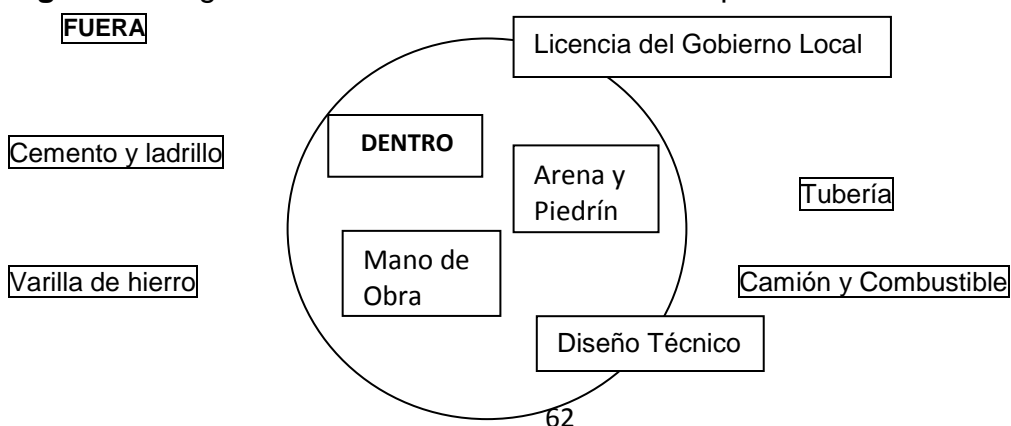 FUERA
Licencia del Gobierno Local
DENTRO
Cemento y ladrillo
Arena y
Piedrín
Tubería
Mano de
Obra
Varilla de hierro
Camión y Combustible
Diseño Técnico
62